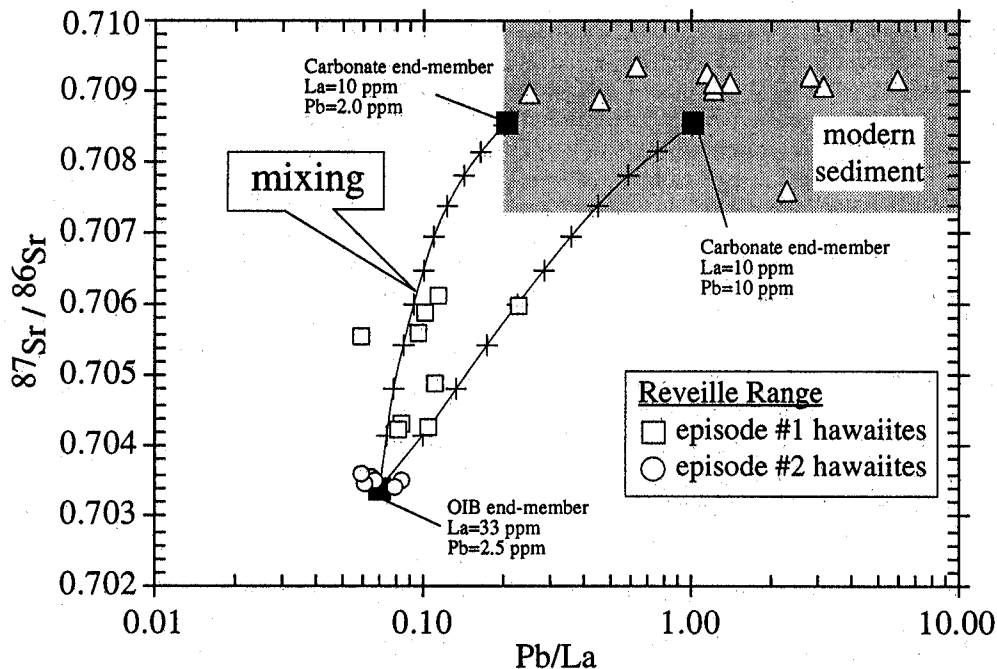 0.710
0.709
0.708
0.707
0.706
0.705
0.704
0.703
0.702
87Sr / 86Sr
Carbonate end-member
La=10 ppm
Pb=2.0 ppm
mixing
modern
sediment
Carbonate end-member
La=10 ppm
Pb=10 ppm
Reveille Range
episode #1 hawaiites
episode #2 hawaiites
OIB end-member
La=33 ppm
Pb=2.5 ppm
0.01
0.10
1.00
10.00
Pb/La